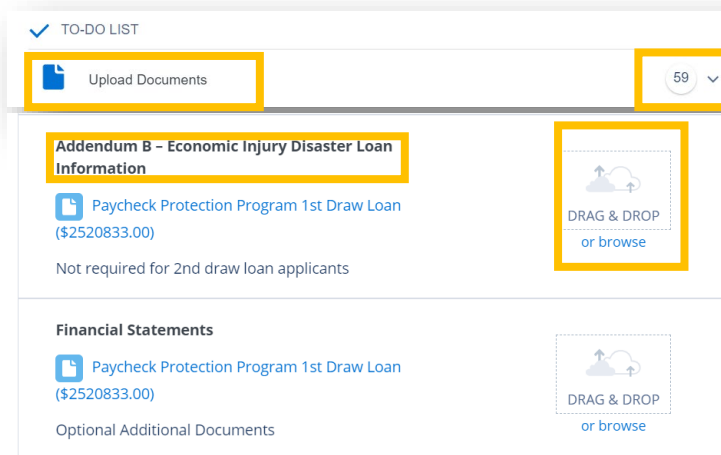 TO-DO LIST
Upload Documents
59
Addendum B – Economic Injury Disaster Loan
Information
Paycheck Protection Program 1st Draw Loan
($2520833.00)
Not required for 2nd draw loan applicants
DRAG & DROP
or browse
Financial Statements
Paycheck Protection Program 1st Draw Loan
($2520833.00)
Optional Additional Documents
DRAG & DROP
or browse